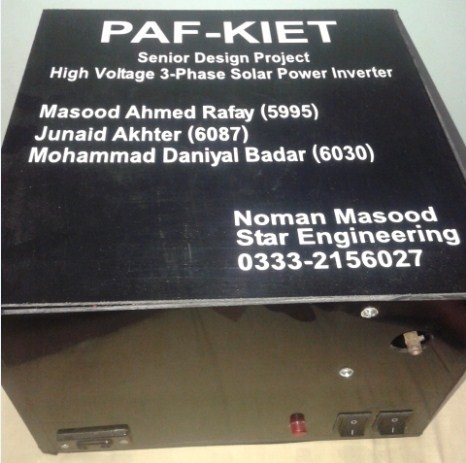 PAF-KIET
Senior Design Project
High Voltage 3-Phase Solar Power Inverter
Masood Ahmed Rafay (5995)
Junaid Akhter (6087)
Mohammad Daniyal Badar (6030)
Noman Masood
Star Engineering
0333-2156027